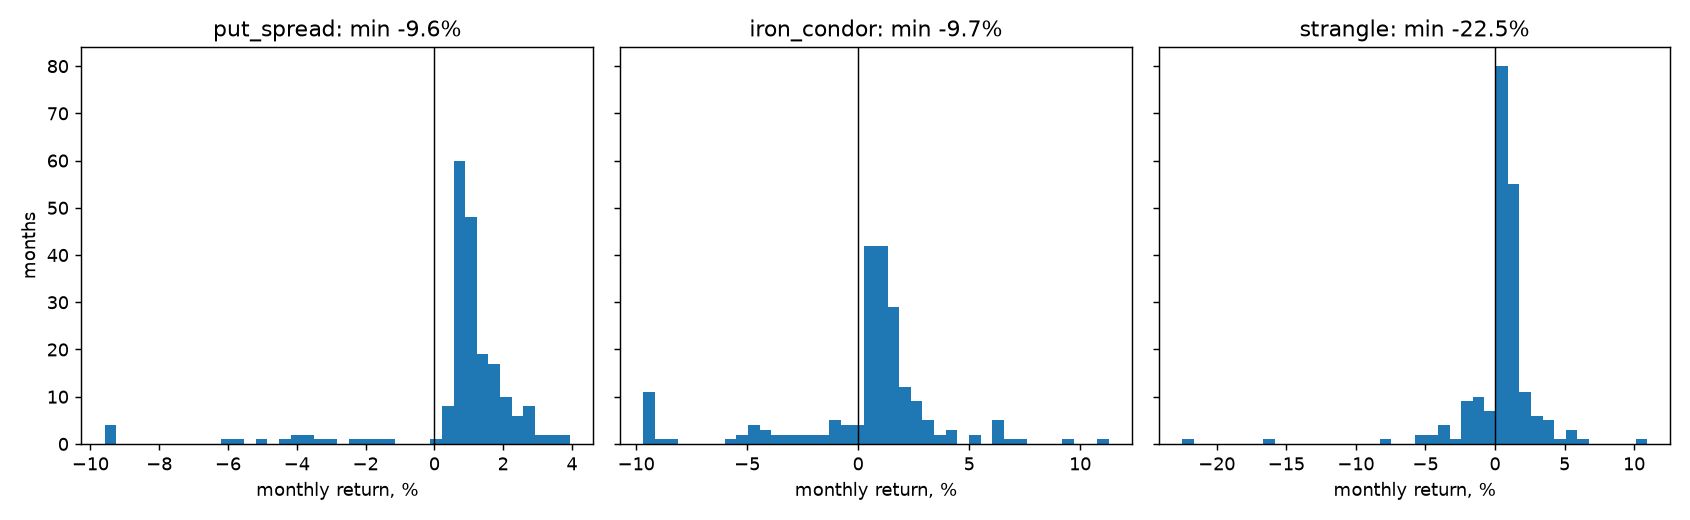 put_spread: min -9.6%
iron_condor: min -9.7%
strangle: min -22.5%
months
80
70
60
50
40
30
20
10
0
−10 −8 −6 −4 −2 0 2 4
−10 −5 0 5 10
−20 −15 −10 −5 0 5 10
monthly return, %
monthly return, %
monthly return, %